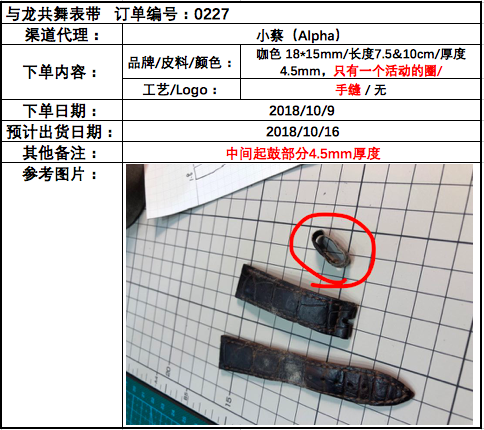 与龙共舞表带 订单编号：0227
渠道代理： 小蔡（Alpha）
下单内容：
品牌/皮料/颜色： 咖色 18*15mm/长度7.5&10cm/厚度
4.5mm，只有一个活动的圈/
工艺/Logo： 手缝 / 无
下单日期： 2018/10/9
预计出货日期： 2018/10/16
其他备注： 中间起鼓部分4.5mm厚度
参考图片：